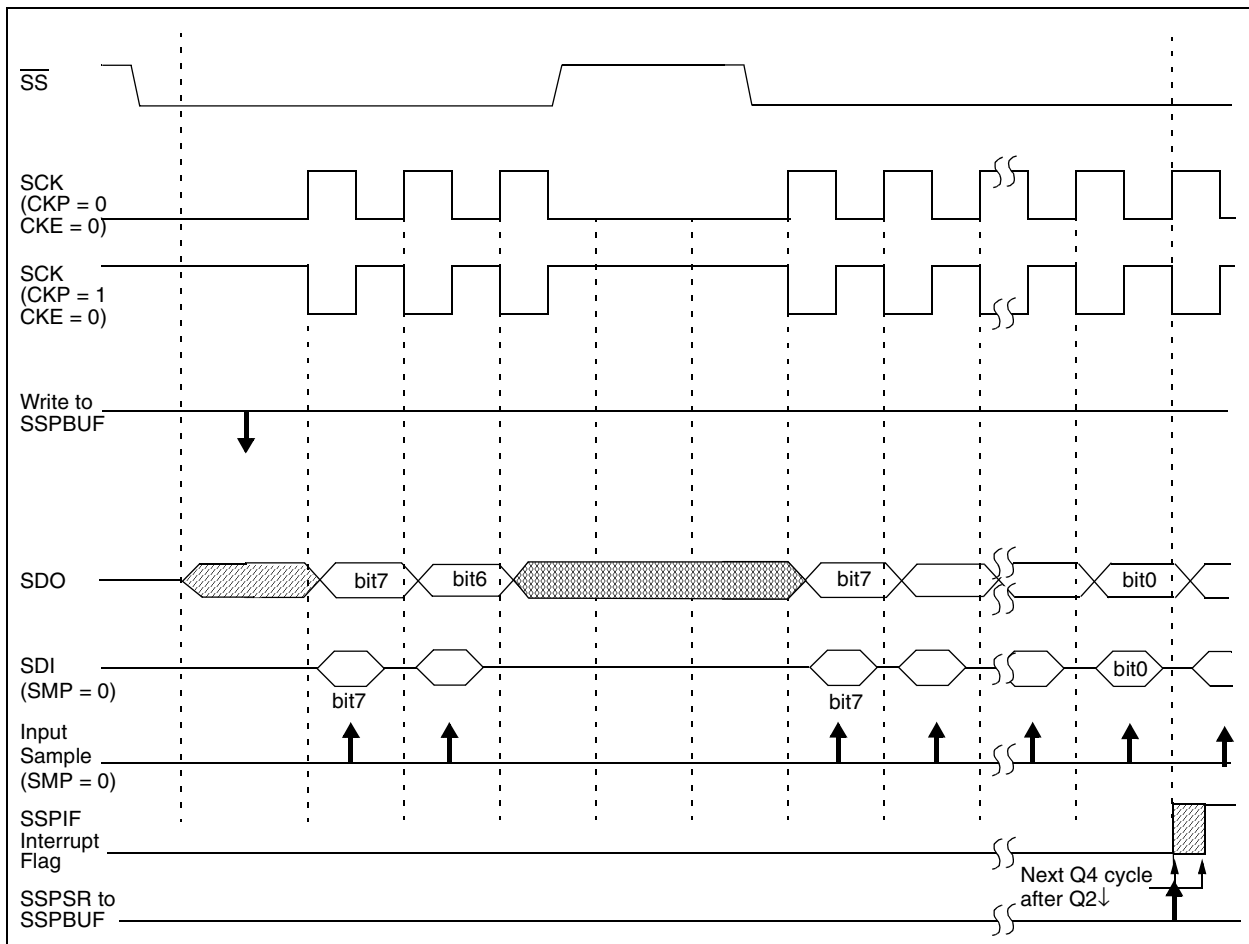 SS
SCK
(CKP = 0
CKE = 0)
SCK
(CKP = 1
CKE = 0)
Write to
SSPBUF
SDO
bit7
bit6
bit7
bit0
SDI
(SMP = 0)
bit7
bit7
bit0
Input
Sample
(SMP = 0)
SSPIF
Interrupt
Flag
Next Q4 cycle
after Q2↓
SSPSR to
SSPBUF